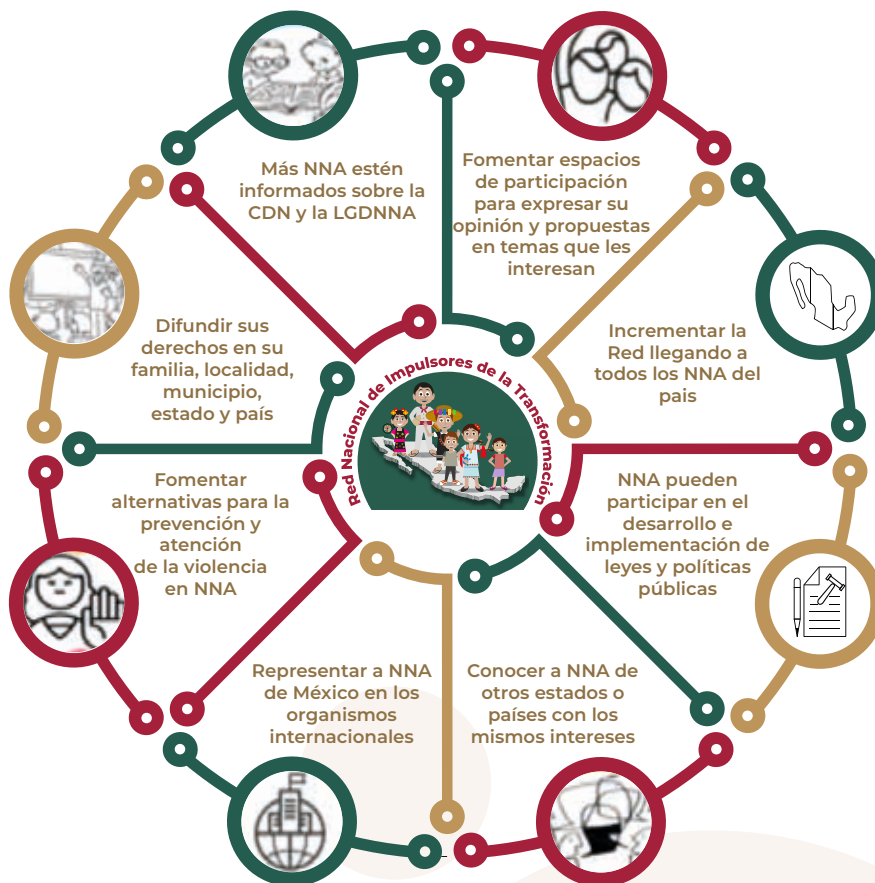 Más NNA estén
informados sobre la
CDN y la LGDNNA
Fomentar espacios
de participación
para expresar su
opinión y propuestas
en temas que les
interesan
Incrementar la
Red llegando a
todos los NNA del
pais
NNA pueden
participar en el
desarrollo e
implementación de
leyes y políticas
públicas
Conocer a NNA de
otros estados o
países con los
mismos intereses
Representar a NNA
de México en los
organismos
internacionales
Fomentar
alternativas para la
prevención y
atención
de la violencia
en NNA
Difundir sus
derechos en su
familia, localidad,
municipio,
estado y país
Red Nacional de Impulsores de la Transformación